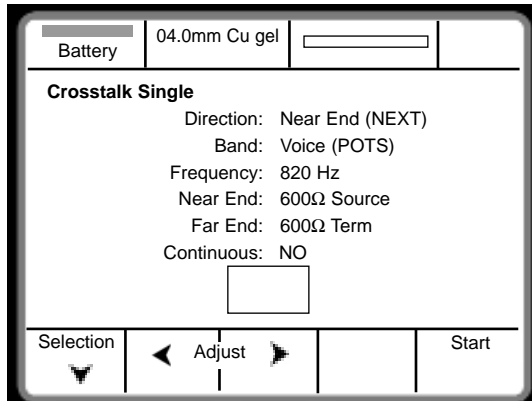 Battery
04.0mm Cu gel
Crosstalk Single
Direction: Near End (NEXT)
Band: Voice (POTS)
Frequency: 820 Hz
Near End: 600Ω Source
Far End: 600Ω Term
Continuous: NO
Selection
Adjust
Start